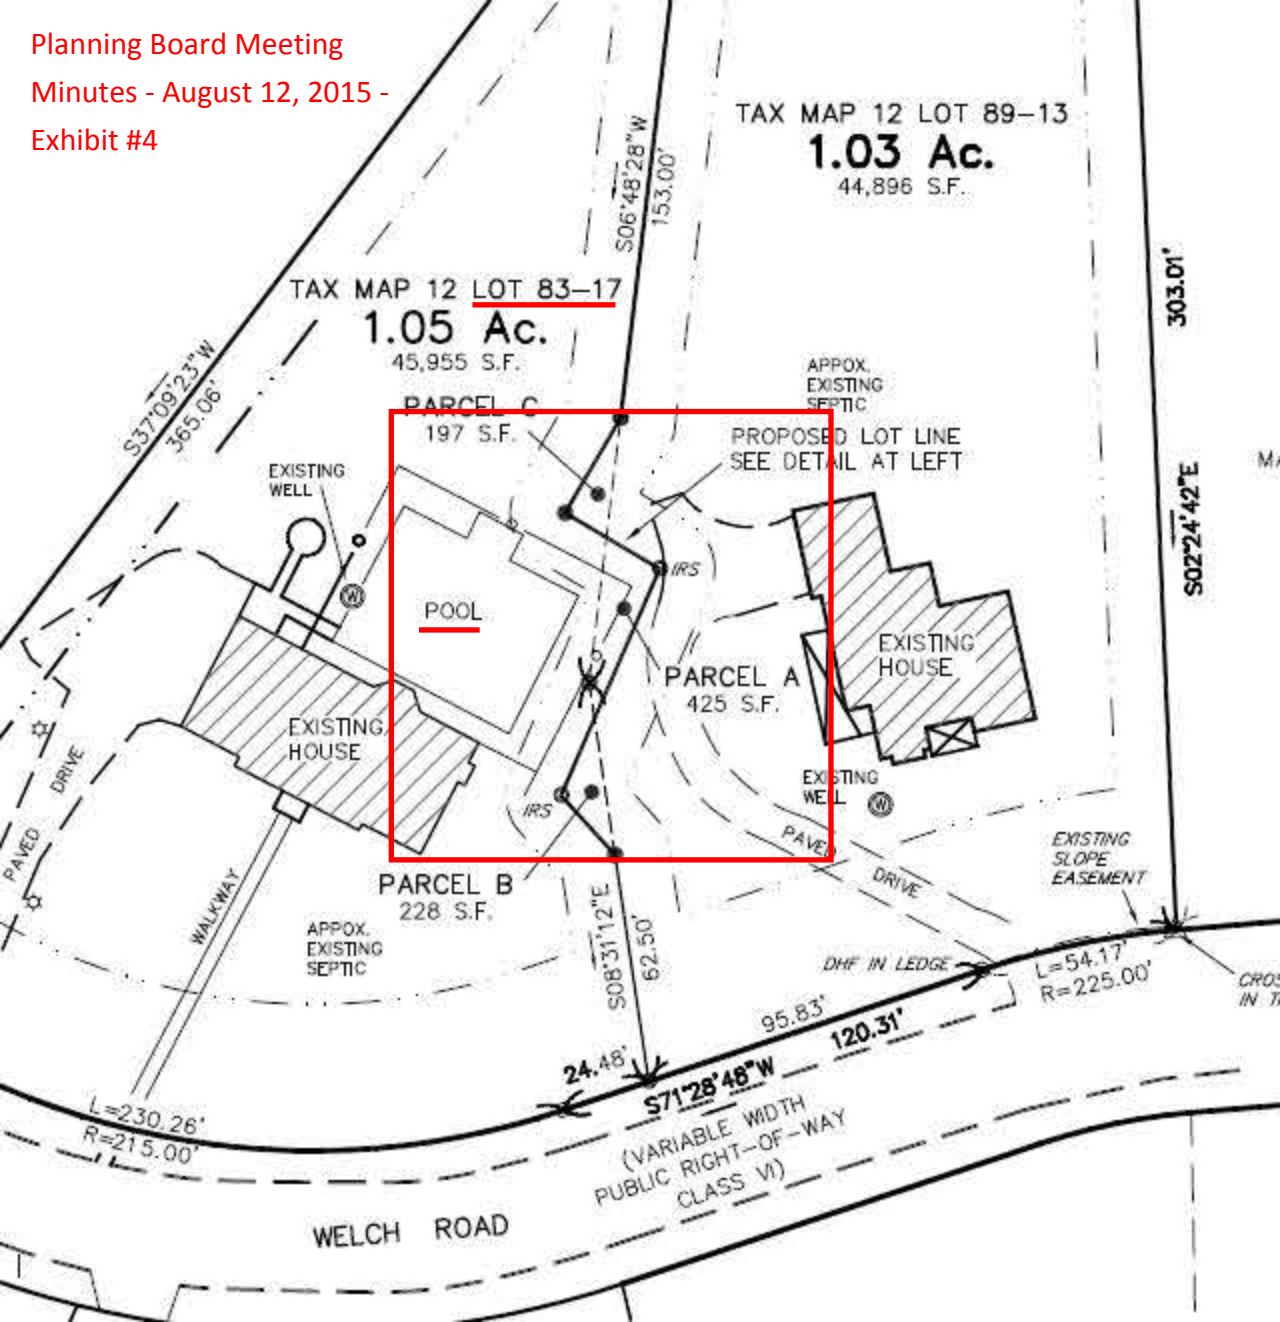 Planning Board Meeting
Minutes - August 12, 2015 -
Exhibit #4
TAX MAP 12 LOT 89-13
1.03 Ac.
44,896 S.F.
S06°48'28"W
153.00'
303.01'
S02°24'42"E
TAX MAP 12 LOT 83-17
1.05 Ac.
45,955 S.F.
S37°09'23"W
365.06'
APPOX.
EXISTING
SEPTIC
PARCEL C
197 S.F.
PROPOSED LOT LINE
SEE DETAIL AT LEFT
EXISTING
WELL
W
IRS
POOL
PARCEL A
425 S.F.
EXISTING
HOUSE
EXISTING
HOUSE
PAVED DRIVE
IRS
EXISTING
WELL
W
PAVED
DRIVE
EXISTING
SLOPE
EASEMENT
PARCEL B
228 S.F.
WALKWAY
APPOX.
EXISTING
SEPTIC
S08°31'12"E
62.50'
DHF IN LEDGE
L=54.17'
R=225.00'
95.83'
120.31'
24.48'
S71°28'48"W
L=230.26'
R=215.00'
(VARIABLE WIDTH
PUBLIC RIGHT-OF-WAY
CLASS VI)
WELCH ROAD